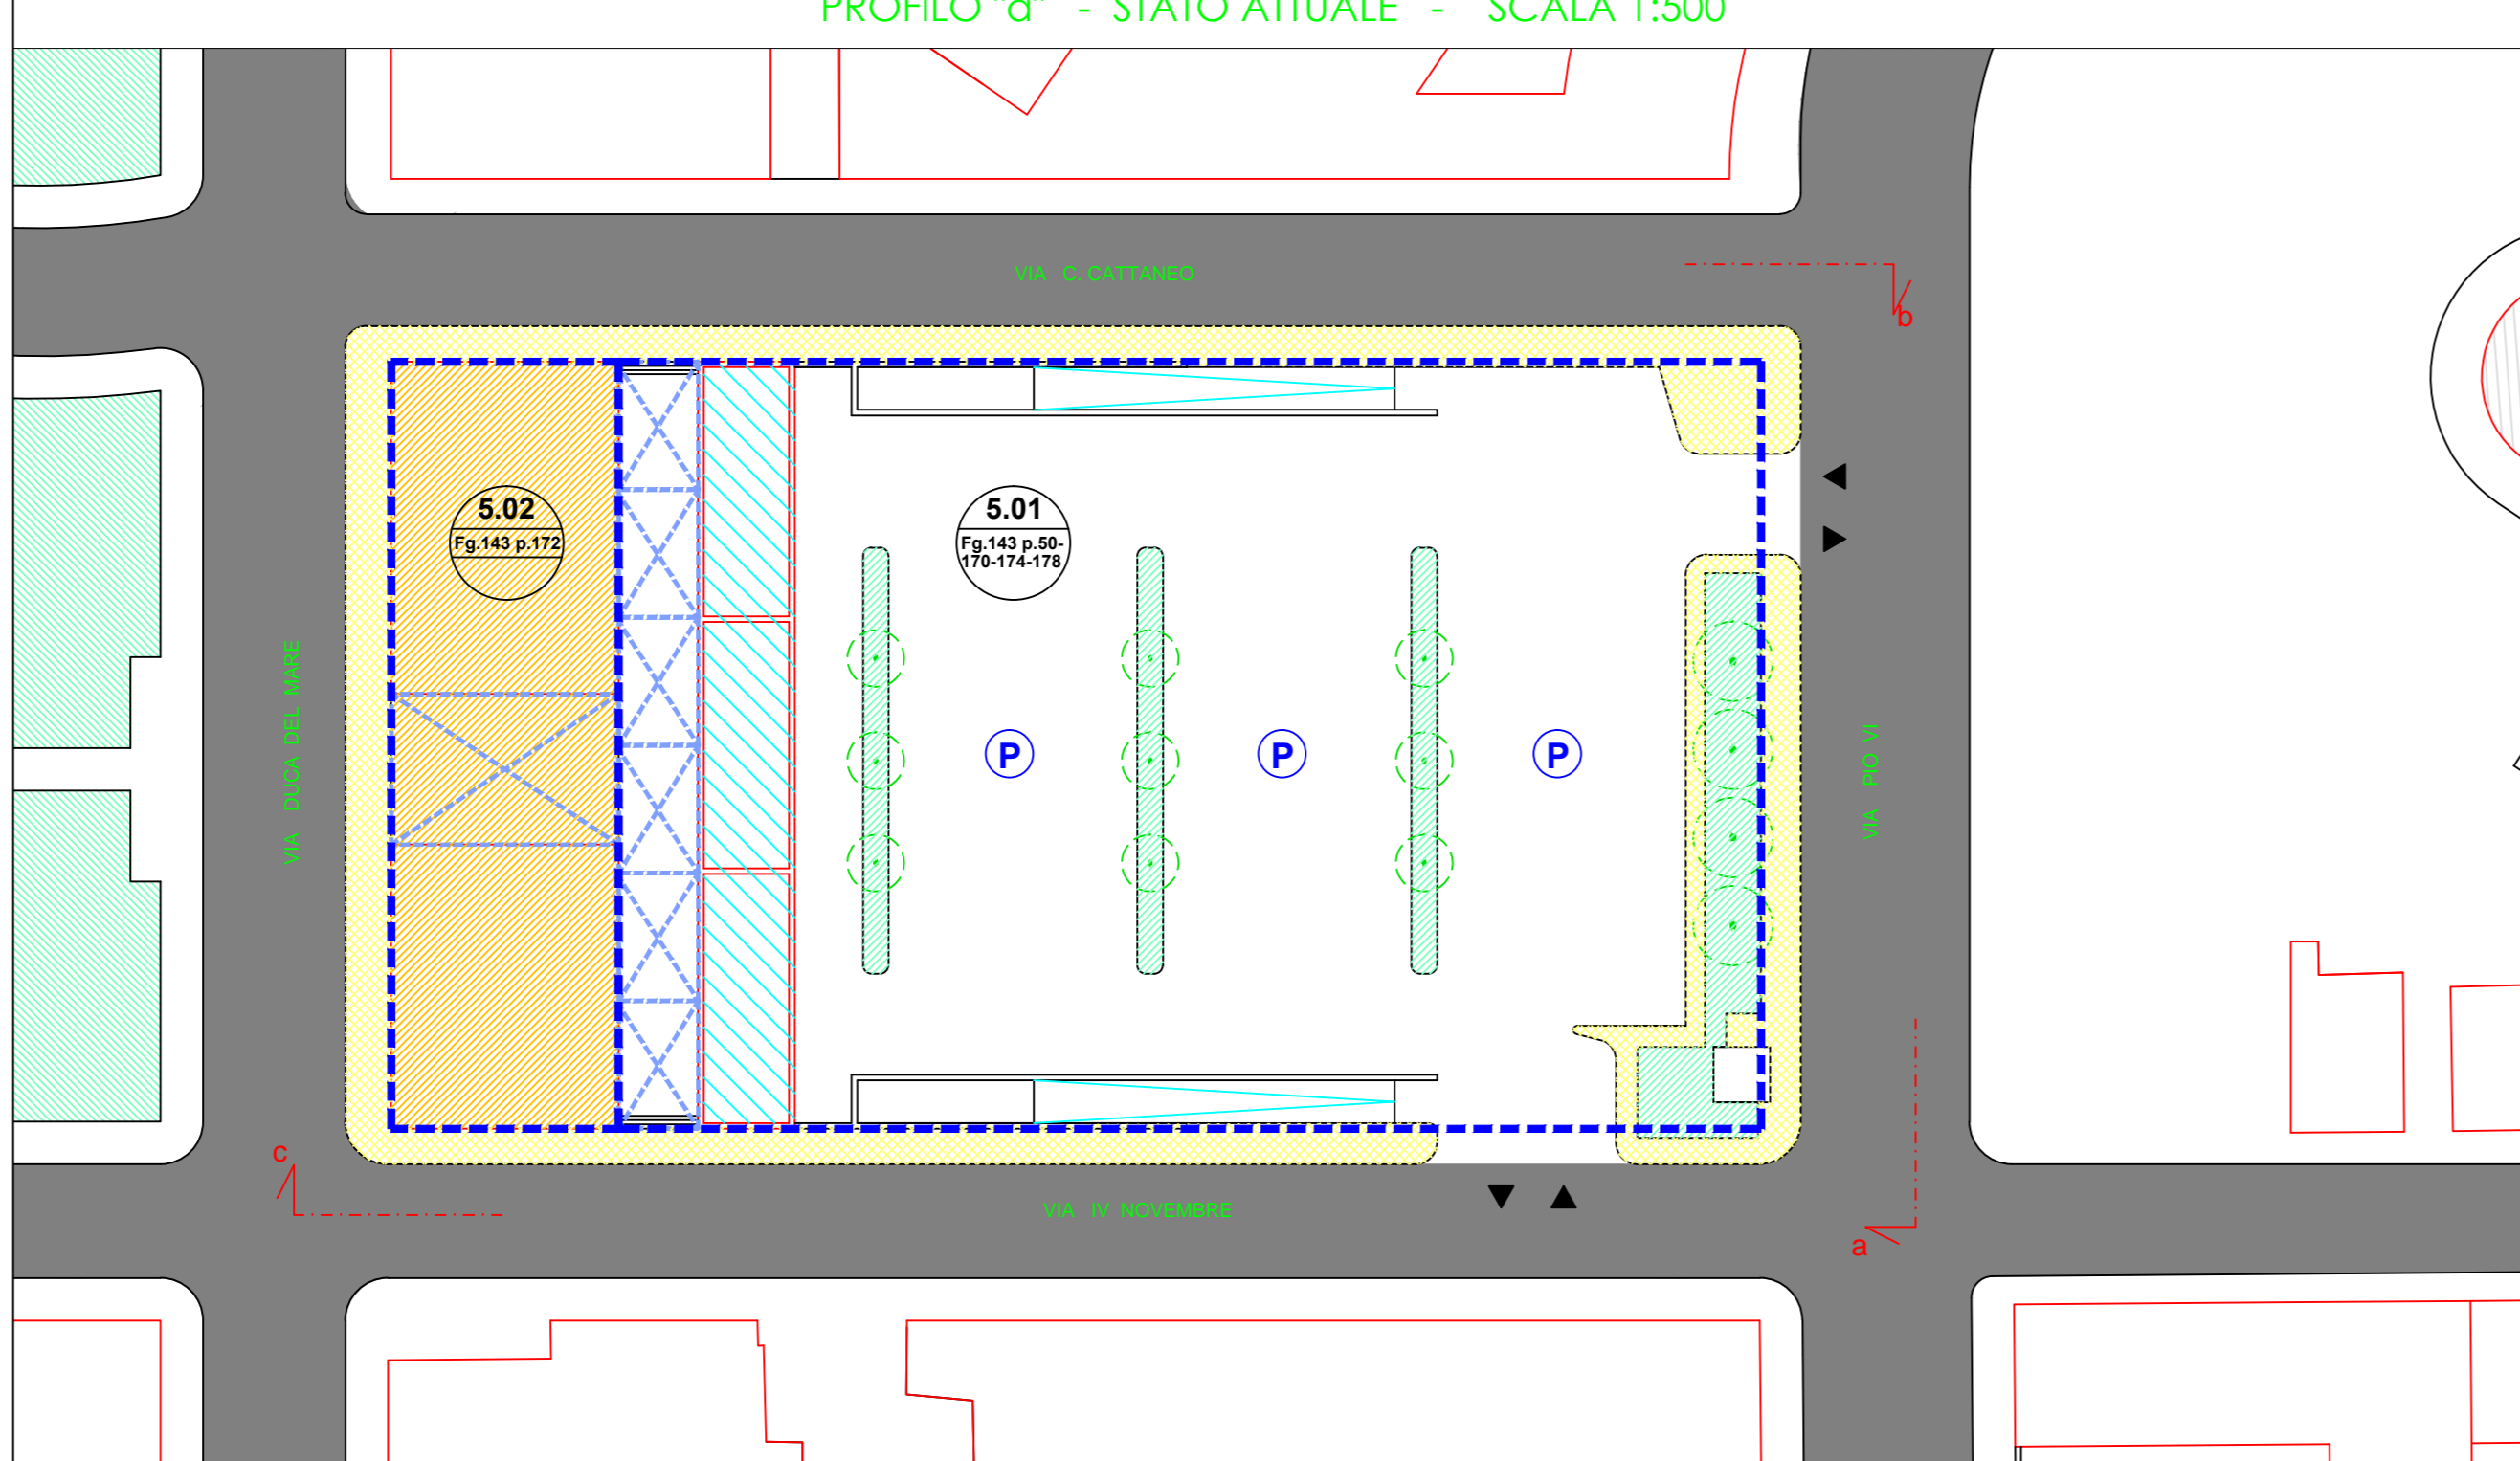 PROFILO "a" - STATO ATTUALE - SCALA 1:500
VIA C. CATTANEO
b
5.02
Fg.143 p.172
5.01
Fg.143 p.50-
170-174-178
VIA DUCA DEL MARE
P
P
P
VIA PIO VI
c
VIA IV NOVEMBRE
a